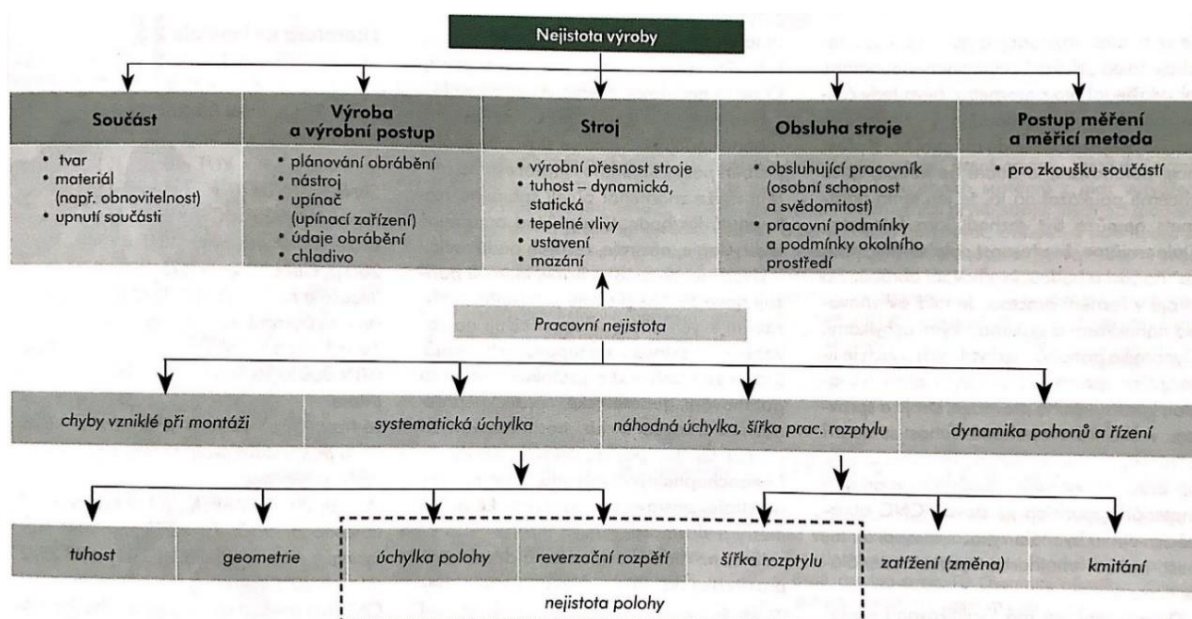 Nejistota výroby
Součást
• tvar
• materiál
(např. obnovitelnost)
• upnutí součásti
Výroba
a výrobní postup
• plánování obrábění
• nástroj
• upínač
(upínací zařízení)
• údaje obrábění
• chladivo
Stroj
• výrobní přesnost stroje
• tuhost – dynamická,
statická
• tepelné vlivy
• ustavení
• mazání
Obsluha stroje
• obsluhující pracovník
(osobní schopnost
a svědomitost)
• pracovní podmínky
a podmínky okolního
prostředí
Postup měření
a měřicí metoda
• pro zkoušku součástí
Pracovní nejistota
chyby vzniklé při montáži
systematická úchylka
náhodná úchylka, šířka prac. rozptylu
dynamika pohonů a řízení
tuhost
geometrie
úchylka polohy
reverzační rozpětí
šířka rozptylu
zatížení (změna)
kmitání
nejistota polohy